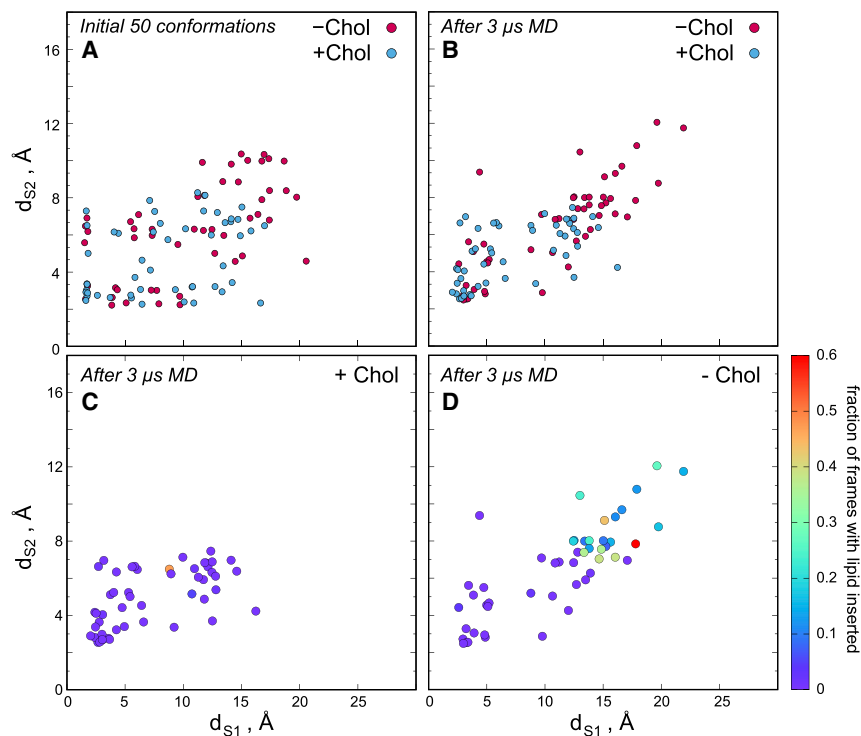 Initial 50 conformations
−Chol
A
+Chol
After 3 μs MD
−Chol
B
+Chol
18
16
12
8
4
0
d_S2 , Å
After 3 μs MD
+ Chol
C
After 3 μs MD
- Chol
D
16
12
8
4
0
d_S2 , Å
0 5 10 15 20 25
d_S1 , Å
0 5 10 15 20 25 30
d_S1 , Å
0.6
0.5
0.4
0.3
0.2
0.1
0
fraction of frames with lipid inserted